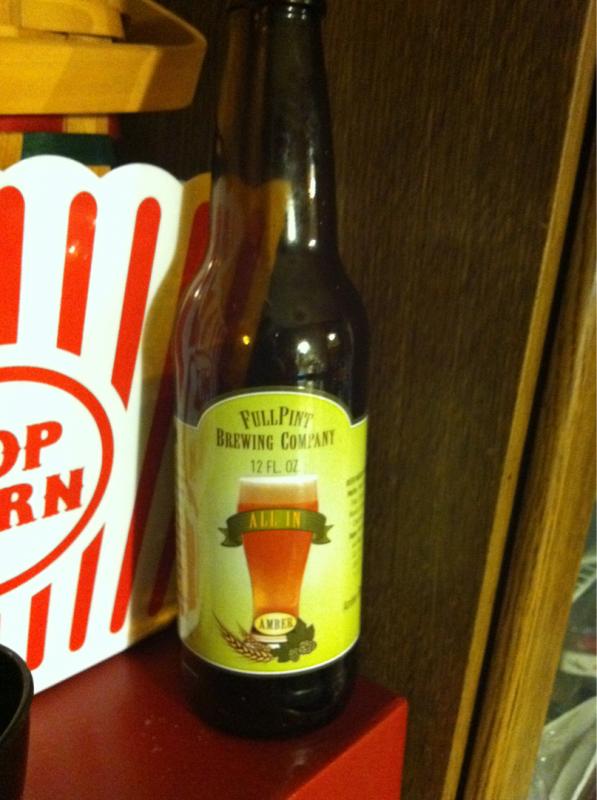 FULLPINT
BREWING COMPANY
12 FL. OZ.
ALL IN
AMBER
OP
RN